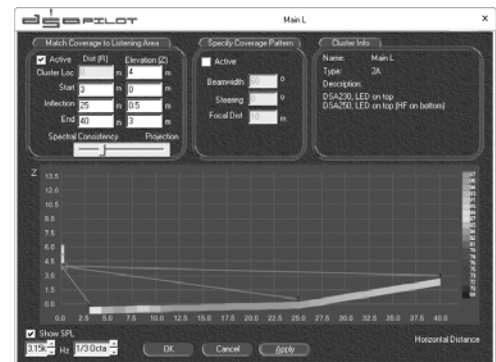 dsa PILOT
Main L
X
Match Coverage to Listening Area
Active Dist (R) Elevation (Z)
Cluster Loc 0 m 4 m
Start 3 m 0 m
Inflection 25 m 0.5 m
End 40 m 3 m
Spectral Consistency Projection
Specify Coverage Pattern
Active
Beamwidth °
Steering 0 °
Focal Dist 10 m
Cluster Info
Name: Main L
Type: 2A
Description:
DSA230, LED on top
DSA250, LED on top (HF on bottom)
Z
13.5
12.0
10.5
9.0
7.5
6.0
4.5
3.0
1.5
0.0
0.0 2.5 5.0 7.5 10.0 12.5 15.0 17.5 20.0 22.5 25.0 27.5 30.0 32.5 35.0 37.5 40.0
Horizontal Distance
Show SPL
3.15k Hz 1/3 Octa
OK Cancel Apply